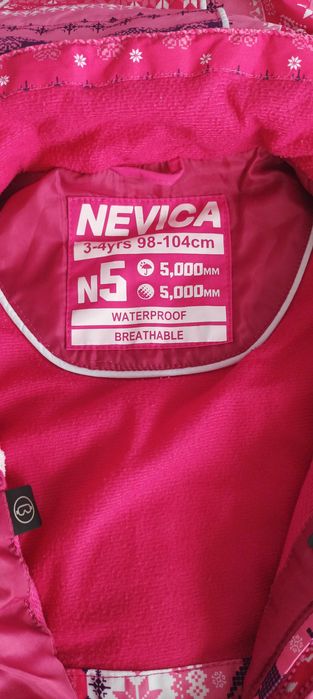 NEVICA
3-4yrs 98-104cm
N5 5,000MM
5,000MM
WATERPROOF
BREATHABLE